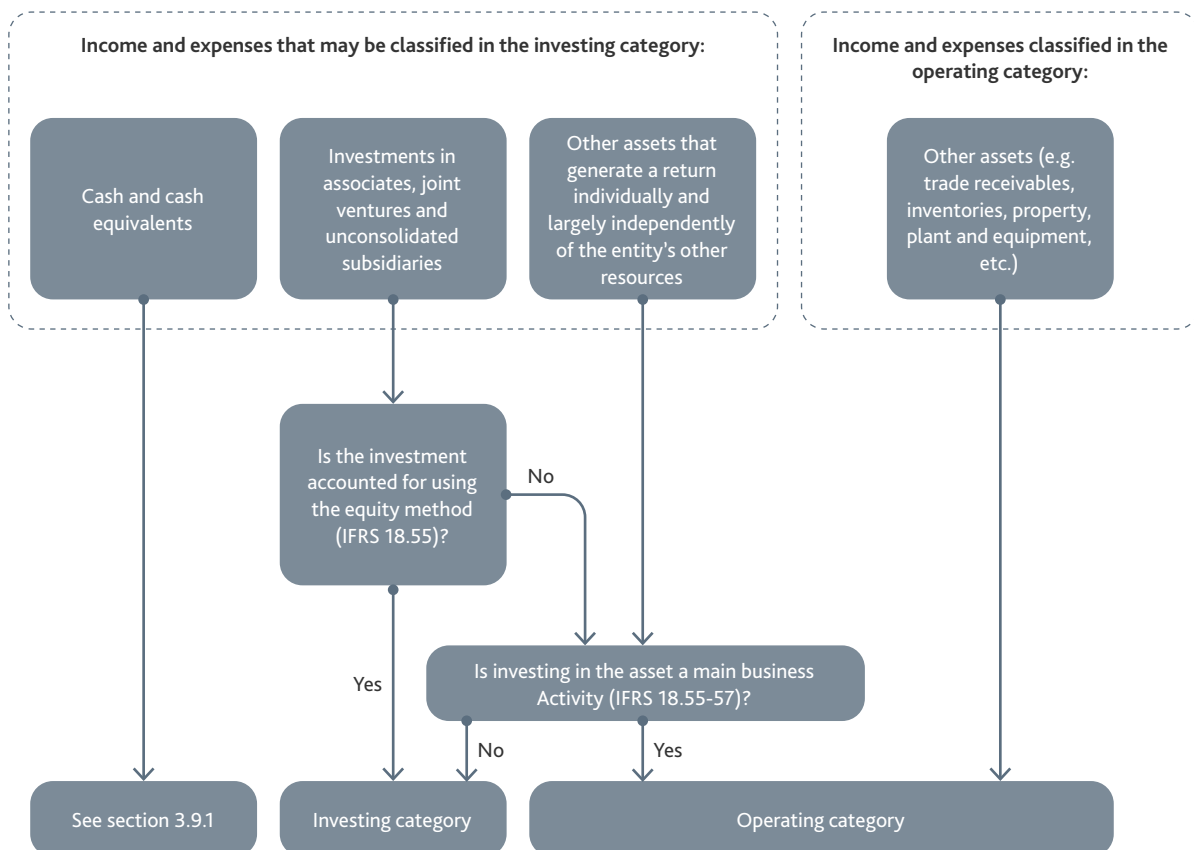 Income and expenses that may be classified in the investing category:
Income and expenses classified in the
operating category:
Cash and cash
equivalents
Investments in
associates, joint
ventures and
unconsolidated
subsidiaries
Other assets that
generate a return
individually and
largely independently
of the entity’s other
resources
Other assets (e.g.
trade receivables,
inventories, property,
plant and equipment,
etc.)
Is the investment
accounted for using
the equity method
(IFRS 18.55)?
No
Is investing in the asset a main business
Activity (IFRS 18.55-57)?
Yes
No
Yes
See section 3.9.1
Investing category
Operating category